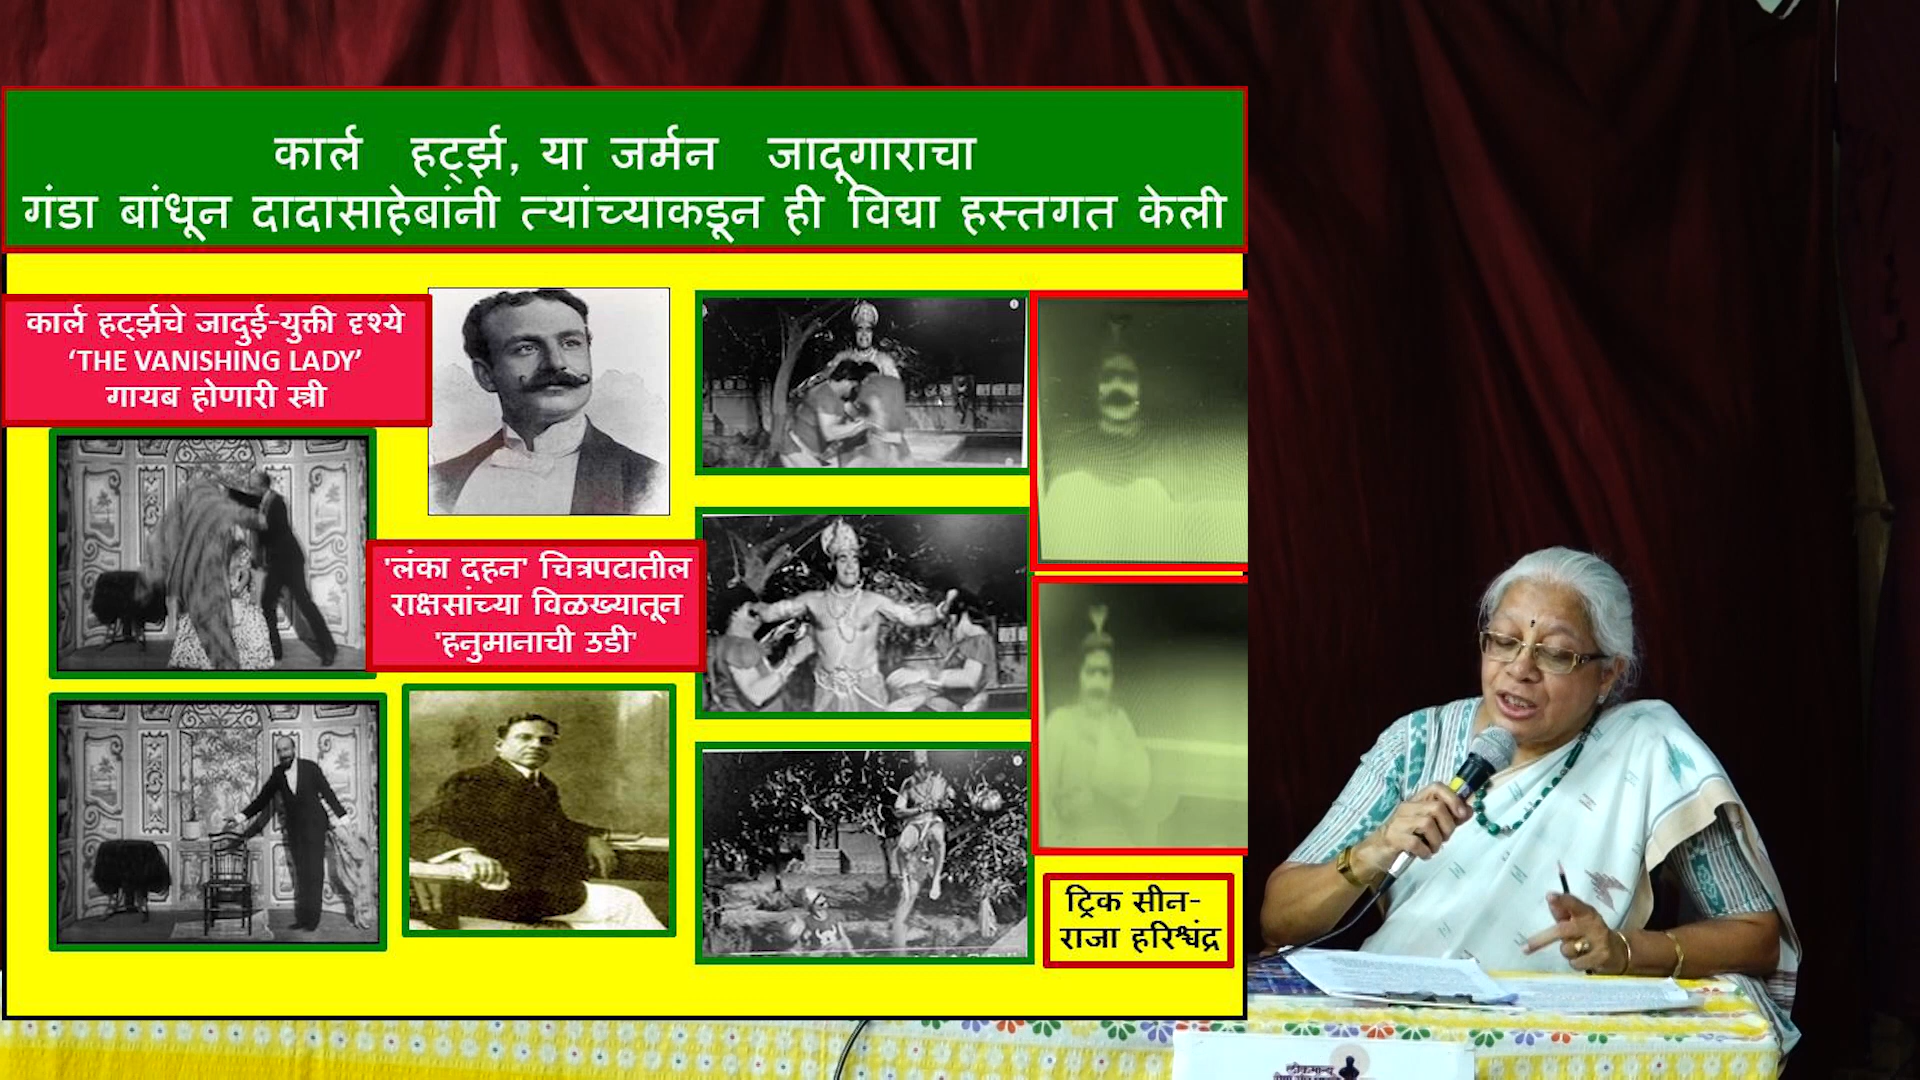 कार्ल हर्ट्झ, या जर्मन जादूगाराचा
गंडा बांधून दादासाहेबांनी त्यांच्याकडून ही विद्या हस्तगत केली
कार्ल हर्ट्झचे जादुई-युक्ती दृश्ये
‘THE VANISHING LADY’
गायब होणारी स्त्री
'लंका दहन' चित्रपटातील
राक्षसांच्या विळख्यातून
'हनुमानाची उडी'
ट्रिक सीन-
राजा हरिश्चंद्र
लोकमान्य